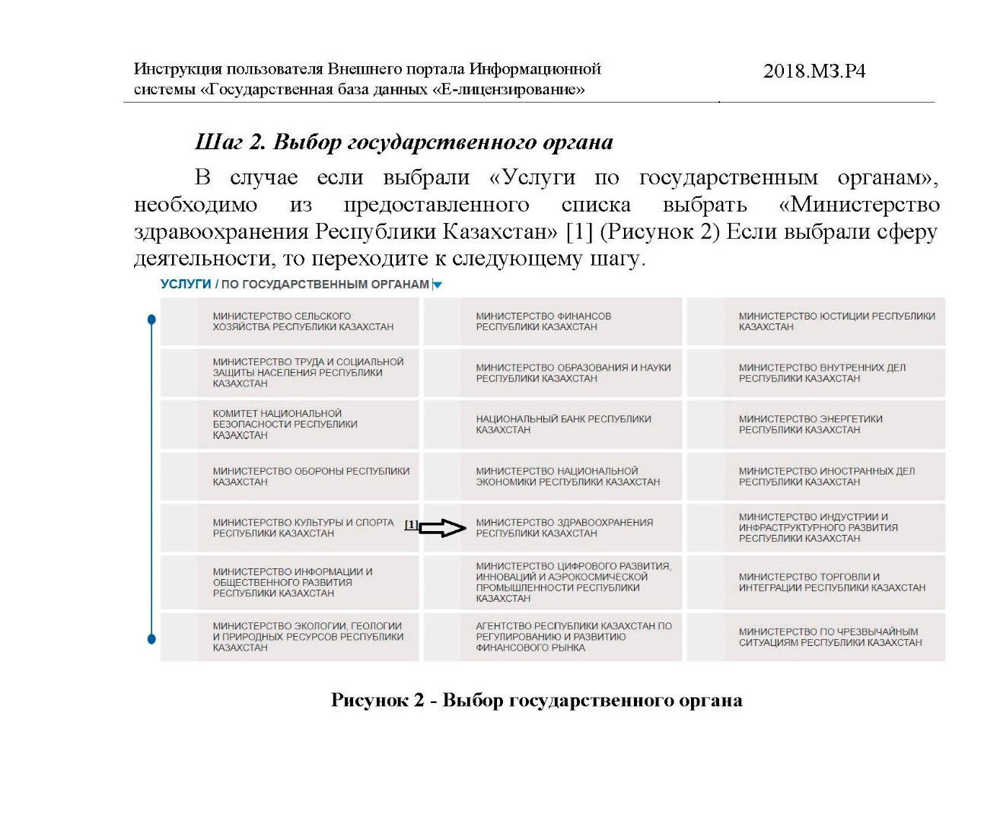 Инструкция пользователя Внешнего портала Информационной
системы «Государственная база данных «Е-лицензирование»
2018.МЗ.Р4
Шаг 2. Выбор государственного органа
В случае если выбрали «Услуги по государственным органам»,
необходимо из предоставленного списка выбрать «Министерство
здравоохранения Республики Казахстан» [1] (Рисунок 2) Если выбрали сферу
деятельности, то переходите к следующему шагу.
УСЛУГИ / ПО ГОСУДАРСТВЕННЫМ ОРГАНАМ
МИНИСТЕРСТВО СЕЛЬСКОГО
ХОЗЯЙСТВА РЕСПУБЛИКИ КАЗАХСТАН
МИНИСТЕРСТВО ФИНАНСОВ
РЕСПУБЛИКИ КАЗАХСТАН
МИНИСТЕРСТВО ЮСТИЦИИ РЕСПУБЛИКИ
КАЗАХСТАН
МИНИСТЕРСТВО ТРУДА И СОЦИАЛЬНОЙ
ЗАЩИТЫ НАСЕЛЕНИЯ РЕСПУБЛИКИ
КАЗАХСТАН
МИНИСТЕРСТВО ОБРАЗОВАНИЯ И НАУКИ
РЕСПУБЛИКИ КАЗАХСТАН
МИНИСТЕРСТВО ВНУТРЕННИХ ДЕЛ
РЕСПУБЛИКИ КАЗАХСТАН
КОМИТЕТ НАЦИОНАЛЬНОЙ
БЕЗОПАСНОСТИ РЕСПУБЛИКИ
КАЗАХСТАН
НАЦИОНАЛЬНЫЙ БАНК РЕСПУБЛИКИ
КАЗАХСТАН
МИНИСТЕРСТВО ЭНЕРГЕТИКИ
РЕСПУБЛИКИ КАЗАХСТАН
МИНИСТЕРСТВО ОБОРОНЫ РЕСПУБЛИКИ
КАЗАХСТАН
МИНИСТЕРСТВО НАЦИОНАЛЬНОЙ
ЭКОНОМИКИ РЕСПУБЛИКИ КАЗАХСТАН
МИНИСТЕРСТВО ИНОСТРАННЫХ ДЕЛ
РЕСПУБЛИКИ КАЗАХСТАН
МИНИСТЕРСТВО КУЛЬТУРЫ И СПОРТА
РЕСПУБЛИКИ КАЗАХСТАН
[1]
МИНИСТЕРСТВО ЗДРАВООХРАНЕНИЯ
РЕСПУБЛИКИ КАЗАХСТАН
МИНИСТЕРСТВО ИНДУСТРИИ И
ИНФРАСТРУКТУРНОГО РАЗВИТИЯ
РЕСПУБЛИКИ КАЗАХСТАН
МИНИСТЕРСТВО ИНФОРМАЦИИ И
ОБЩЕСТВЕННОГО РАЗВИТИЯ
РЕСПУБЛИКИ КАЗАХСТАН
МИНИСТЕРСТВО ЦИФРОВОГО РАЗВИТИЯ,
ИННОВАЦИЙ И АЭРОКОСМИЧЕСКОЙ
ПРОМЫШЛЕННОСТИ РЕСПУБЛИКИ
КАЗАХСТАН
МИНИСТЕРСТВО ТОРГОВЛИ И
ИНТЕГРАЦИИ РЕСПУБЛИКИ КАЗАХСТАН
МИНИСТЕРСТВО ЭКОЛОГИИ, ГЕОЛОГИИ
И ПРИРОДНЫХ РЕСУРСОВ РЕСПУБЛИКИ
КАЗАХСТАН
АГЕНТСТВО РЕСПУБЛИКИ КАЗАХСТАН ПО
РЕГУЛИРОВАНИЮ И РАЗВИТИЮ
ФИНАНСОВОГО РЫНКА
МИНИСТЕРСТВО ПО ЧРЕЗВЫЧАЙНЫМ
СИТУАЦИЯМ РЕСПУБЛИКИ КАЗАХСТАН
Рисунок 2 - Выбор государственного органа